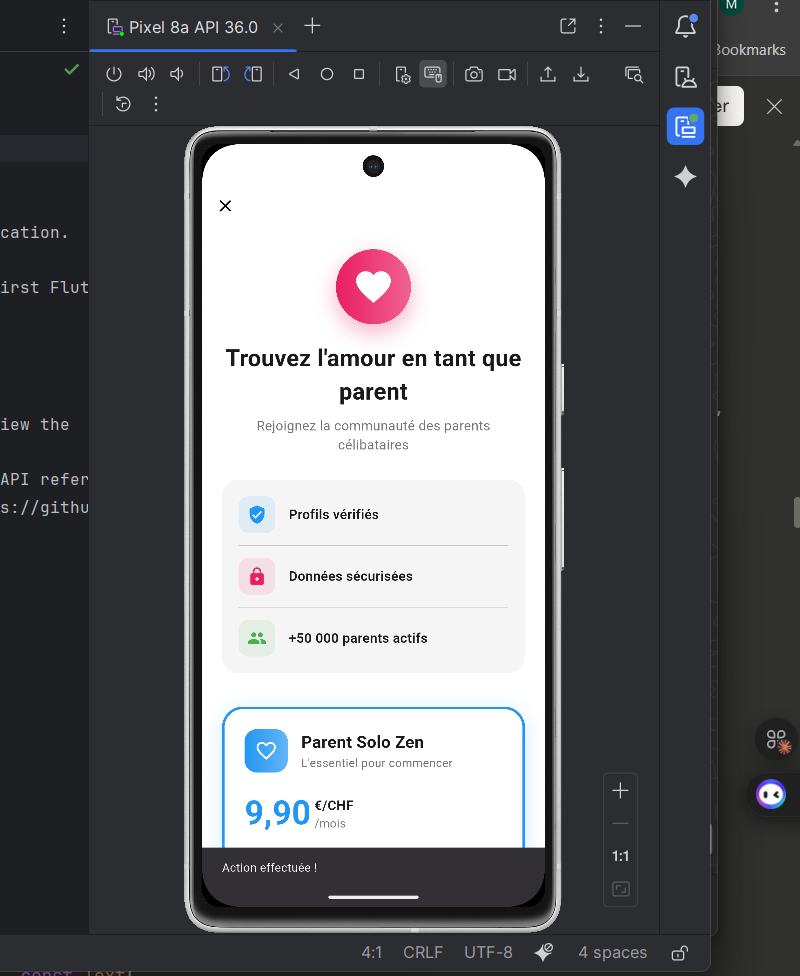 Pixel 8a API 36.0
M
Bookmarks
er
cation.
irst Flut
iew the
API refer
s://githu
Trouvez l'amour en tant que
parent
Rejoignez la communauté des parents
célibataires
Profils vérifiés
Données sécurisées
+50 000 parents actifs
Parent Solo Zen
L'essentiel pour commencer
9,90 €/CHF
/mois
Action effectuée !
1:1
4:1 CRLF UTF-8 4 spaces